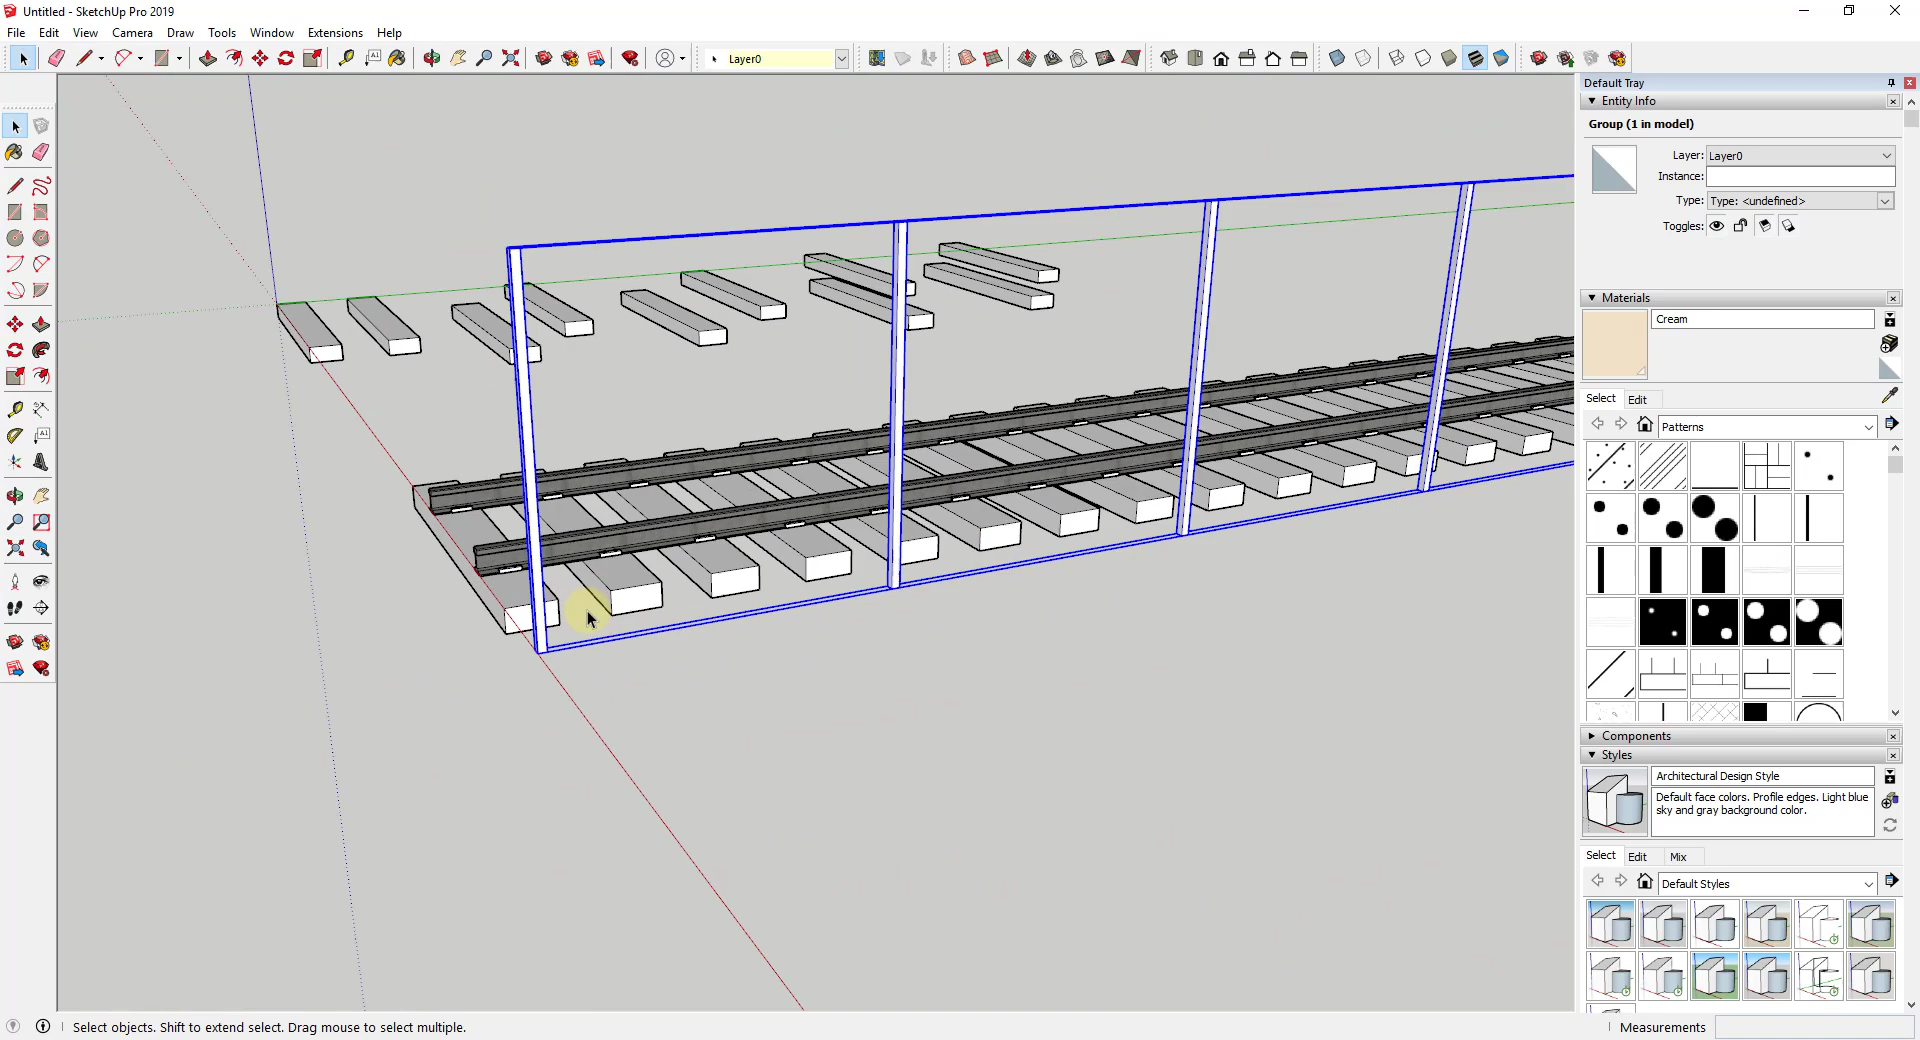 Untitled - SketchUp Pro 2019
File Edit View Camera Draw Tools Window Extensions Help
Layer0
Default Tray
Entity Info
Group (1 in model)
Layer: Layer0
Instance:
Type: Type: <undefined>
Toggles:
Materials
Cream
Select Edit
Patterns
Components
Styles
Architectural Design Style
Default face colors. Profile edges. Light blue
sky and gray background color.
Select Edit Mix
Default Styles
Select objects. Shift to extend select. Drag mouse to select multiple.
Measurements